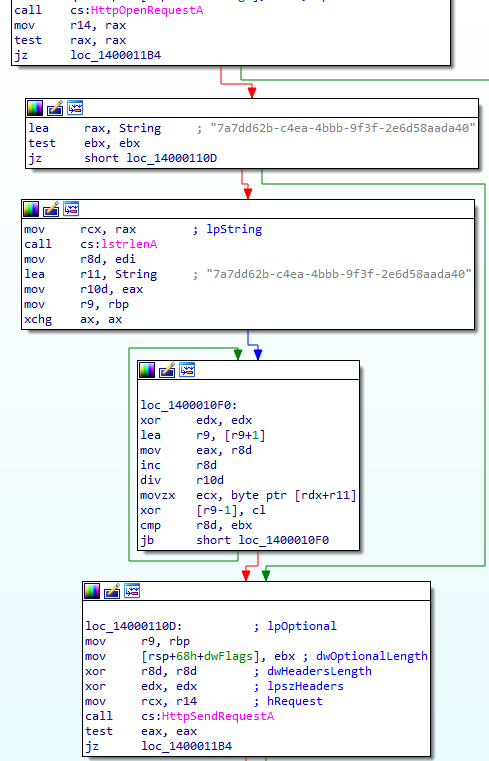 call cs:HttpOpenRequestA
mov r14, rax
test rax, rax
jz loc_1400011B4
lea rax, String ; "7a7dd62b-c4ea-4bbb-9f3f-2e6d58aada40"
test ebx, ebx
jz short loc_14000110D
mov rcx, rax ; lpString
call cs:lstrlenA
mov r8d, edi
lea r11, String ; "7a7dd62b-c4ea-4bbb-9f3f-2e6d58aada40"
mov r10d, eax
mov r9, rbp
xchg ax, ax
loc_1400010F0:
xor edx, edx
lea r9, [r9+1]
mov eax, r8d
inc r8d
div r10d
movzx ecx, byte ptr [rdx+r11]
xor [r9-1], cl
cmp r8d, ebx
jb short loc_1400010F0
loc_14000110D: ; lpOptional
mov r9, rbp
mov [rsp+68h+dwFlags], ebx ; dwOptionalLength
xor r8d, r8d ; dwHeadersLength
xor edx, edx ; lpszHeaders
mov rcx, r14 ; hRequest
call cs:HttpSendRequestA
test eax, eax
jz loc_1400011B4